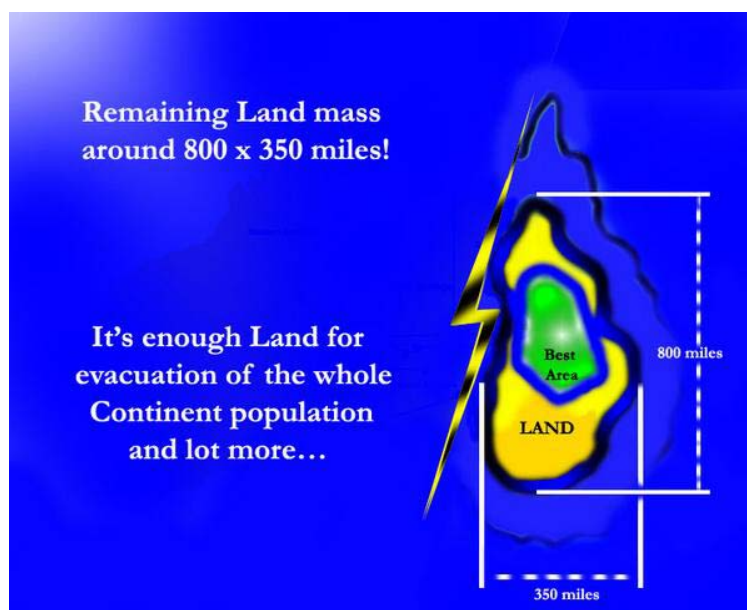 Remaining Land mass
around 800 x 350 miles!
It's enough Land for
evacuation of the whole
Continent population
and lot more…
Best
Area
LAND
800 miles
350 miles